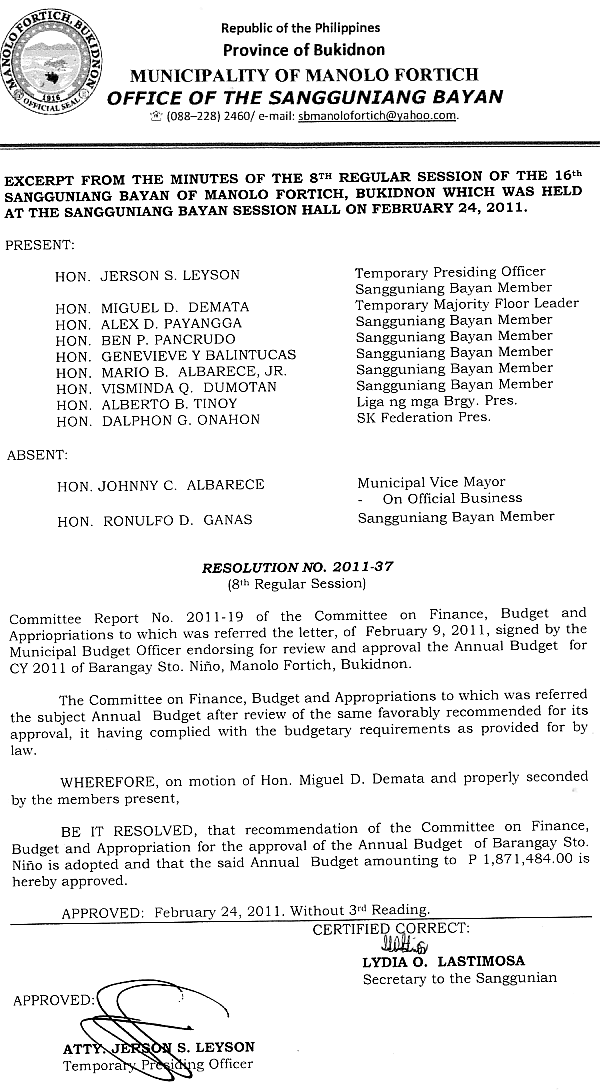 MANOLO FORTICH, BUKIDNON
1916
OFFICIAL SEAL
Republic of the Philippines
Province of Bukidnon
MUNICIPALITY OF MANOLO FORTICH
OFFICE OF THE SANGGUNIANG BAYAN
☏ (088–228) 2460/ e-mail: sbmanolofortich@yahoo.com.
EXCERPT FROM THE MINUTES OF THE 8TH REGULAR SESSION OF THE 16th
SANGGUNIANG BAYAN OF MANOLO FORTICH, BUKIDNON WHICH WAS HELD
AT THE SANGGUNIANG BAYAN SESSION HALL ON FEBRUARY 24, 2011.
PRESENT:
HON. JERSON S. LEYSON Temporary Presiding Officer
Sangguniang Bayan Member
HON. MIGUEL D. DEMATA Temporary Majority Floor Leader
HON. ALEX D. PAYANGGA Sangguniang Bayan Member
HON. BEN P. PANCRUDO Sangguniang Bayan Member
HON. GENEVIEVE Y BALINTUCAS Sangguniang Bayan Member
HON. MARIO B. ALBARECE, JR. Sangguniang Bayan Member
HON. VISMINDA Q. DUMOTAN Sangguniang Bayan Member
HON. ALBERTO B. TINOY Liga ng mga Brgy. Pres.
HON. DALPHON G. ONAHON SK Federation Pres.
ABSENT:
HON. JOHNNY C. ALBARECE Municipal Vice Mayor
- On Official Business
HON. RONULFO D. GANAS Sangguniang Bayan Member
RESOLUTION NO. 2011-37
(8th Regular Session)
Committee Report No. 2011-19 of the Committee on Finance, Budget and
Appriopriations to which was referred the letter, of February 9, 2011, signed by the
Municipal Budget Officer endorsing for review and approval the Annual Budget for
CY 2011 of Barangay Sto. Niño, Manolo Fortich, Bukidnon.
The Committee on Finance, Budget and Appropriations to which was referred
the subject Annual Budget after review of the same favorably recommended for its
approval, it having complied with the budgetary requirements as provided for by
law.
WHEREFORE, on motion of Hon. Miguel D. Demata and properly seconded
by the members present,
BE IT RESOLVED, that recommendation of the Committee on Finance,
Budget and Appropriation for the approval of the Annual Budget of Barangay Sto.
Niño is adopted and that the said Annual Budget amounting to P 1,871,484.00 is
hereby approved.
APPROVED: February 24, 2011. Without 3rd Reading.
CERTIFIED CORRECT:
LYDIA O. LASTIMOSA
Secretary to the Sanggunian
APPROVED:
ATTY. JERSON S. LEYSON
Temporary Presiding Officer